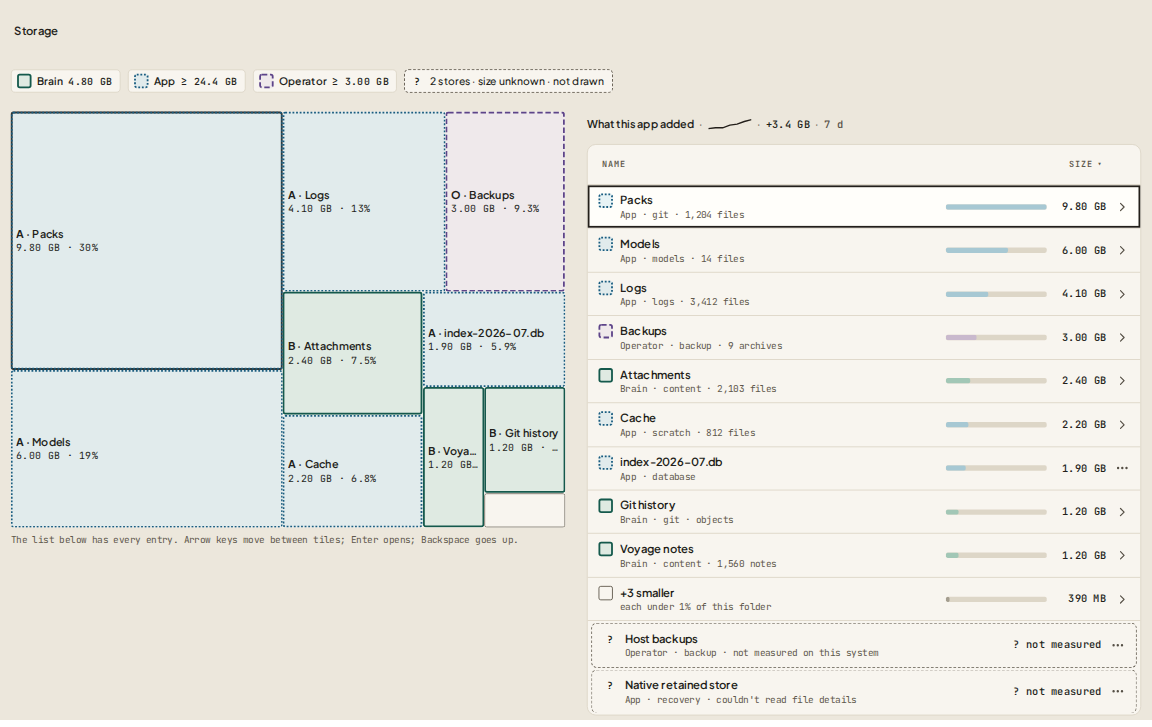 Storage
Brain 4.80 GB
App ≥ 24.4 GB
Operator ≥ 3.00 GB
? 2 stores · size unknown · not drawn
A · Packs
9.80 GB · 30%
A · Logs
4.10 GB · 13%
O · Backups
3.00 GB · 9.3%
B · Attachments
2.40 GB · 7.5%
A · index-2026-07.db
1.90 GB · 5.9%
A · Models
6.00 GB · 19%
A · Cache
2.20 GB · 6.8%
B · Voya…
1.20 GB…
B · Git history
1.20 GB · …
The list below has every entry. Arrow keys move between tiles; Enter opens; Backspace goes up.
What this app added · · +3.4 GB · 7 d
NAME SIZE
Packs
App · git · 1,204 files
9.80 GB
Models
App · models · 14 files
6.00 GB
Logs
App · logs · 3,412 files
4.10 GB
Backups
Operator · backup · 9 archives
3.00 GB
Attachments
Brain · content · 2,103 files
2.40 GB
Cache
App · scratch · 812 files
2.20 GB
index-2026-07.db
App · database
1.90 GB
Git history
Brain · git · objects
1.20 GB
Voyage notes
Brain · content · 1,560 notes
1.20 GB
+3 smaller
each under 1% of this folder
390 MB
? Host backups
Operator · backup · not measured on this system
? not measured
? Native retained store
App · recovery · couldn't read file details
? not measured